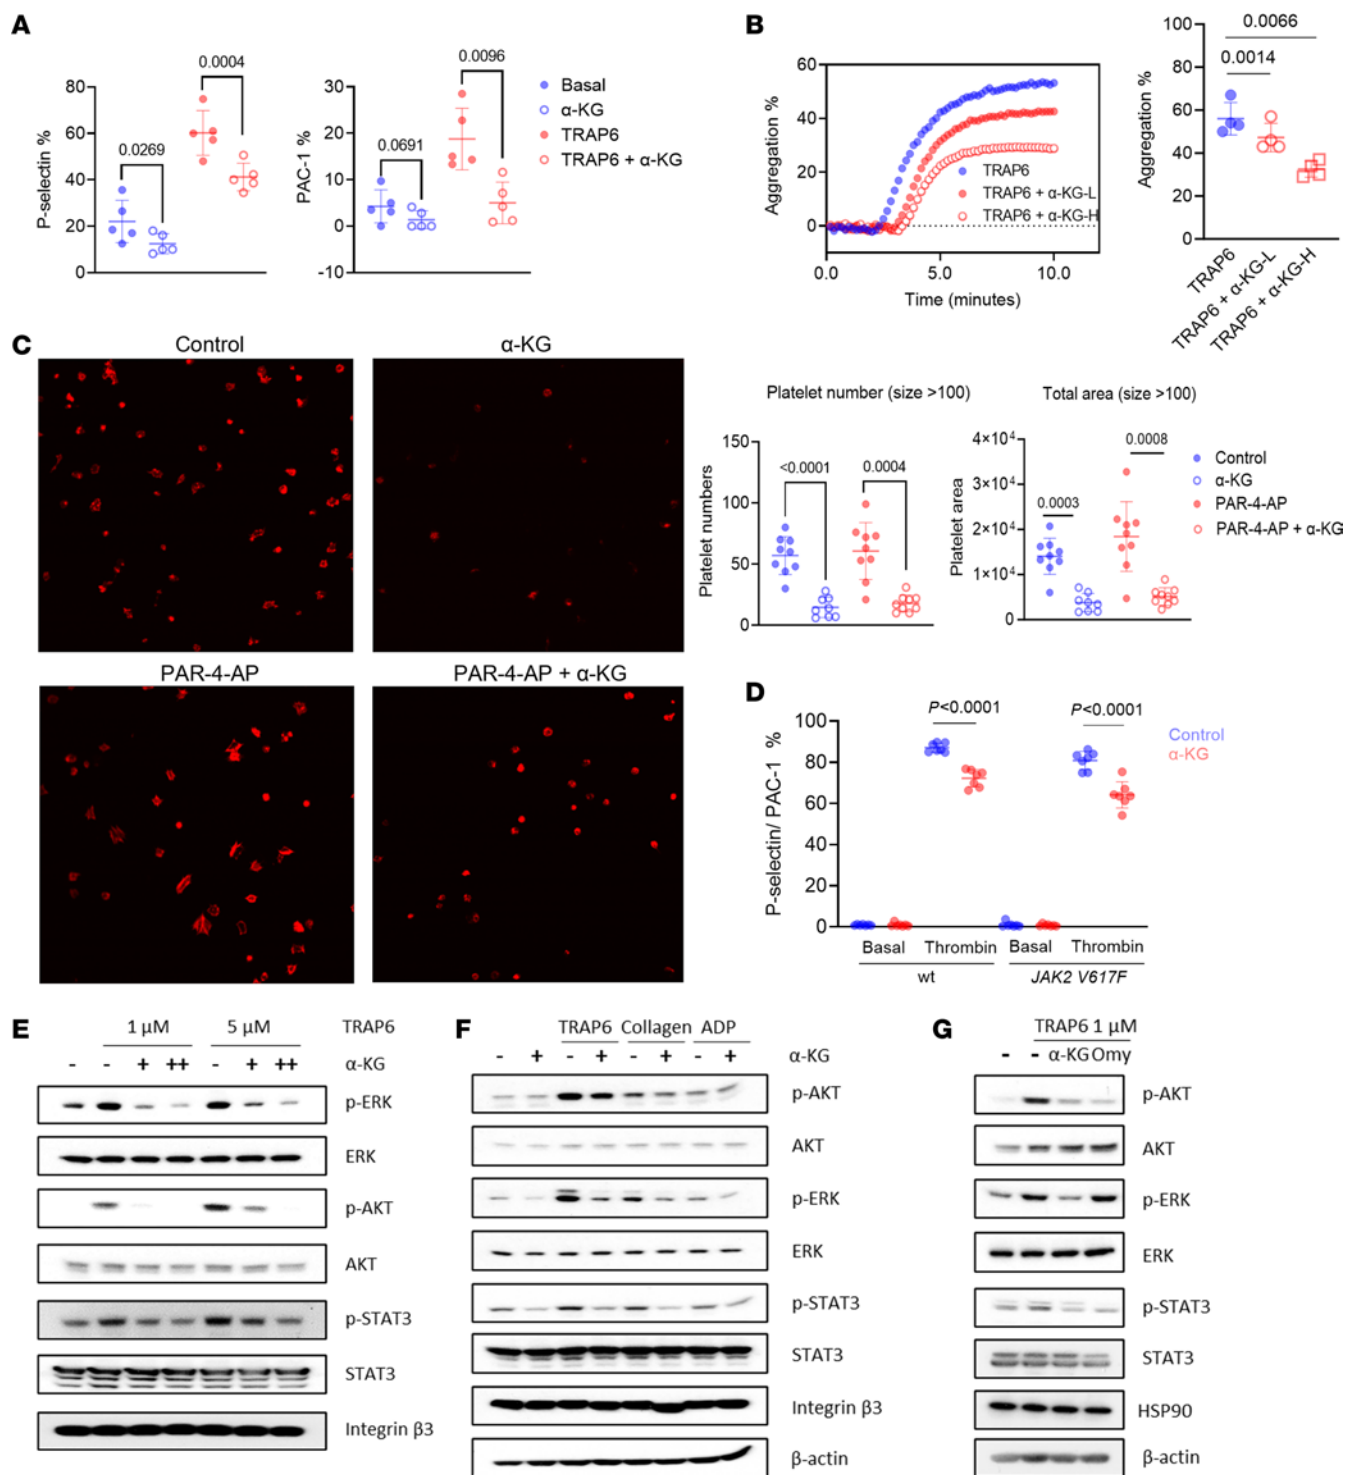 A
P-selectin %
80
60
40
20
0
0.0269
0.0004
PAC-1 %
30
20
10
0
-10
0.0691
0.0096
Basal
α-KG
TRAP6
TRAP6 + α-KG
B
Aggregation %
60
40
20
0
0.0
5.0
10.0
Time (minutes)
TRAP6
TRAP6 + α-KG-L
TRAP6 + α-KG-H
Aggregation %
100
80
60
40
20
0
0.0066
0.0014
TRAP6
TRAP6 + α-KG-L
TRAP6 + α-KG-H
C
Control
α-KG
PAR-4-AP
PAR-4-AP + α-KG
Platelet number (size >100)
Platelet numbers
150
100
50
0
<0.0001
0.0004
Total area (size >100)
Platelet area
4×10⁴
3×10⁴
2×10⁴
1×10⁴
0
0.0003
0.0008
Control
α-KG
PAR-4-AP
PAR-4-AP + α-KG
D
P-selectin/ PAC-1 %
100
80
60
40
20
0
P<0.0001
P<0.0001
Control
α-KG
Basal Thrombin Basal Thrombin
wt JAK2 V617F
E
1 μM 5 μM TRAP6
- - + ++ - + ++ α-KG
p-ERK
ERK
p-AKT
AKT
p-STAT3
STAT3
Integrin β3
F
TRAP6 Collagen ADP
- + - + - + - + α-KG
p-AKT
AKT
p-ERK
ERK
p-STAT3
STAT3
Integrin β3
β-actin
G
TRAP6 1 μM
- - α-KG Omy
p-AKT
AKT
p-ERK
ERK
p-STAT3
STAT3
HSP90
β-actin